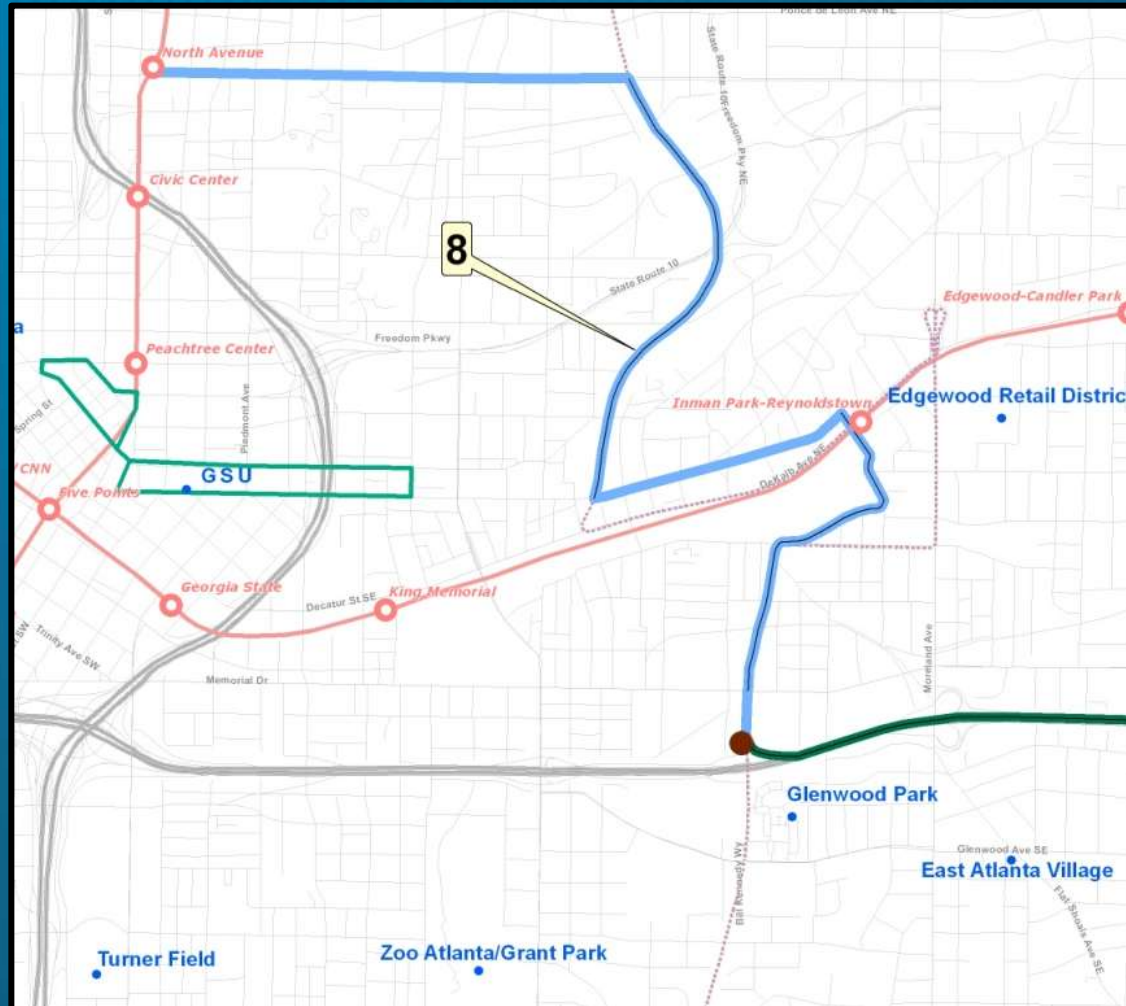 Ponce de Leon Ave NE
North Avenue
State Route 10/Freedom Pky NE
Civic Center
8
State Route 10
Edgewood-Candler Park
a
Freedom Pkwy
Peachtree Center
Spring St
Piedmont Ave
Inman Park-Reynoldstown
Edgewood Retail Distric
DeKalb Ave NE
/CNN
GSU
Five Points
Georgia State
King Memorial
Decatur St SE
Trinity Ave SW
St SW
Memorial Dr
Moreland Ave
Glenwood Park
Bill Kennedy Wy
Glenwood Ave SE
East Atlanta Village
Flat Shoals Ave SE
Turner Field
Zoo Atlanta/Grant Park